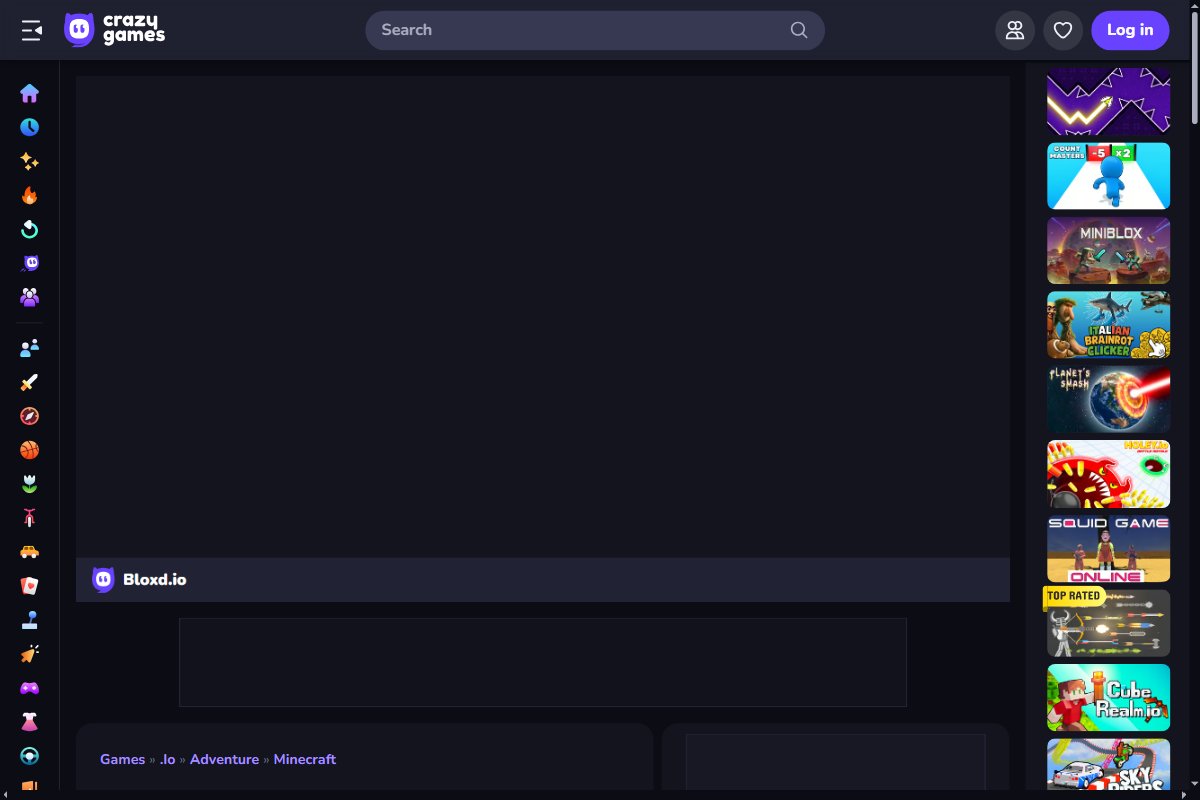 crazy
games
Search
Log in
COUNT
MASTERS
-5
x2
MINIBLOX
ITALIAN
BRAINROT
CLICKER
PLANET'S
SMASH
HOLEY.IO
SQUID GAME
ONLINE
TOP RATED
Cube
Realm.io
SKY
RIDERS
Bloxd.io
Games » .Io » Adventure » Minecraft